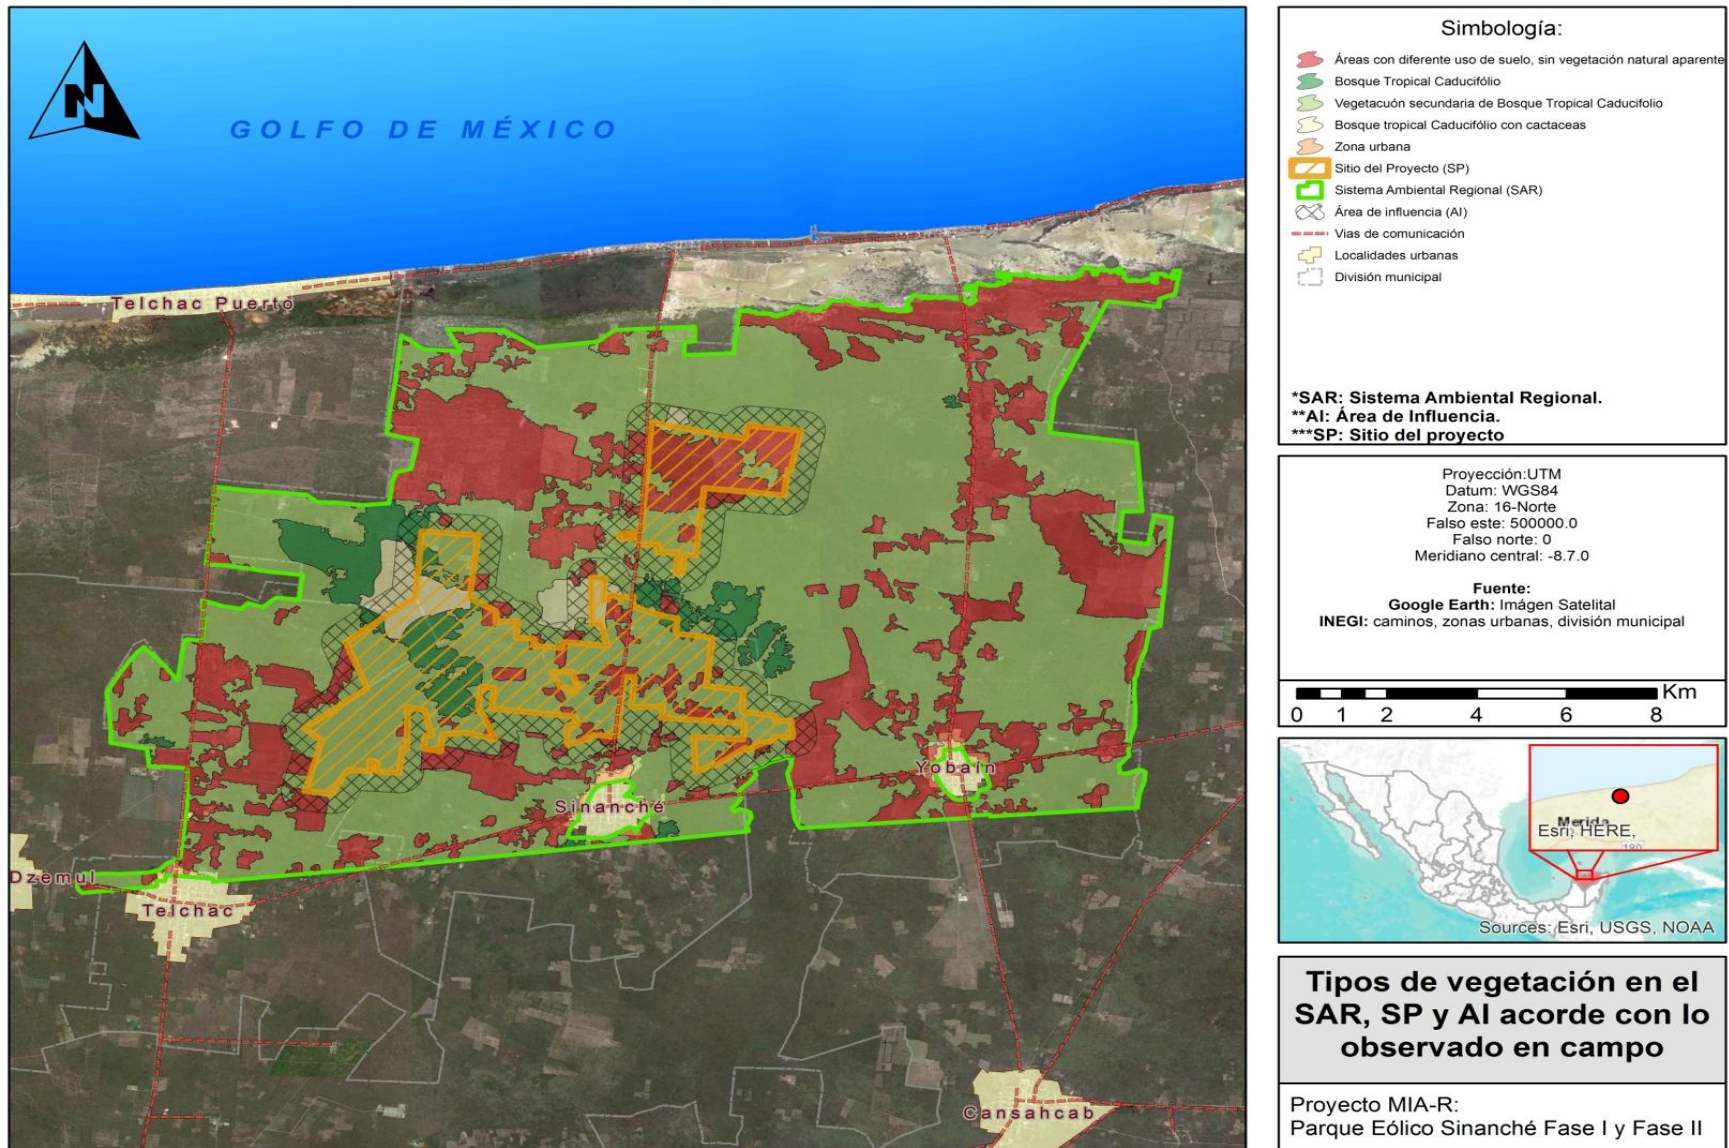 N
GOLFO DE MÉXICO
Telchac Puerto
Yobaín
Sinanché
Dzemul
Telchac
Cansahcab
Simbología:
Áreas con diferente uso de suelo, sin vegetación natural aparente
Bosque Tropical Caducifólio
Vegetacuón secundaria de Bosque Tropical Caducifolio
Bosque tropical Caducifólio con cactaceas
Zona urbana
Sitio del Proyecto (SP)
Sistema Ambiental Regional (SAR)
Área de influencia (AI)
Vias de comunicación
Localidades urbanas
División municipal
*SAR: Sistema Ambiental Regional.
**AI: Área de Influencia.
***SP: Sitio del proyecto
Proyección:UTM
Datum: WGS84
Zona: 16-Norte
Falso este: 500000.0
Falso norte: 0
Meridiano central: -8.7.0
Fuente:
Google Earth: Imágen Satelital
INEGI: caminos, zonas urbanas, división municipal
Km
0 1 2 4 6 8
Merida
Esri, HERE,
180
Sources: Esri, USGS, NOAA
Tipos de vegetación en el
SAR, SP y AI acorde con lo
observado en campo
Proyecto MIA-R:
Parque Eólico Sinanché Fase I y Fase II